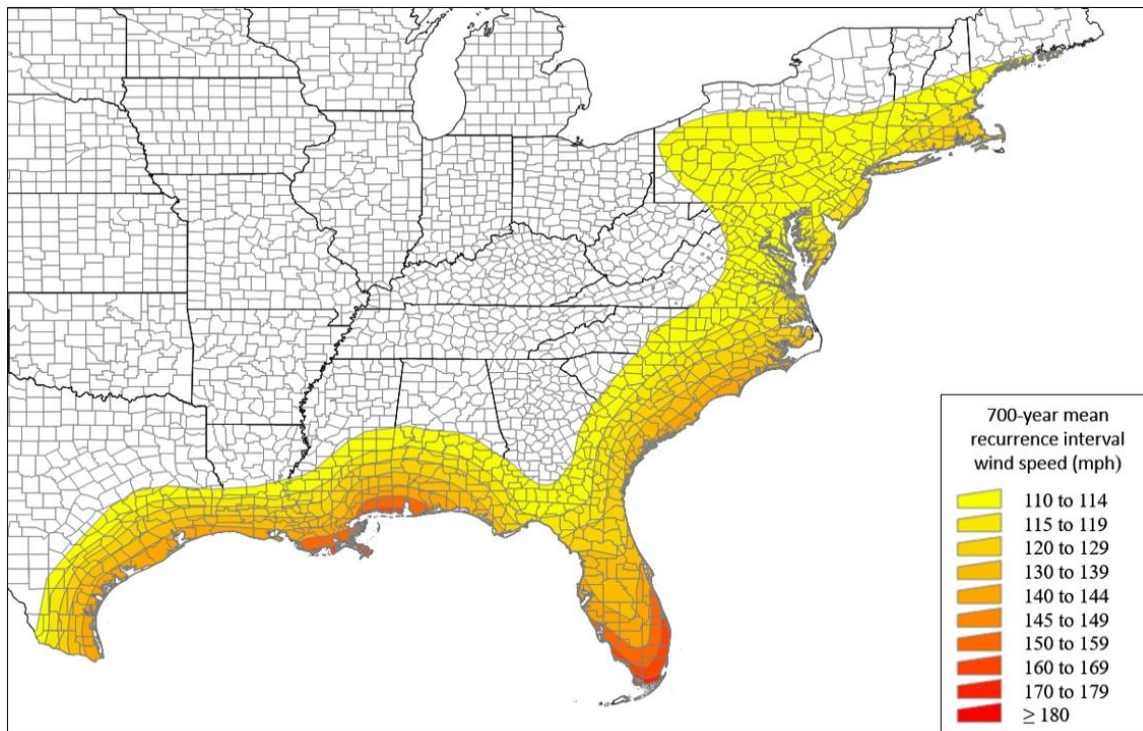 700-year mean
recurrence interval
wind speed (mph)
110 to 114
115 to 119
120 to 129
130 to 139
140 to 144
145 to 149
150 to 159
160 to 169
170 to 179
≥ 180